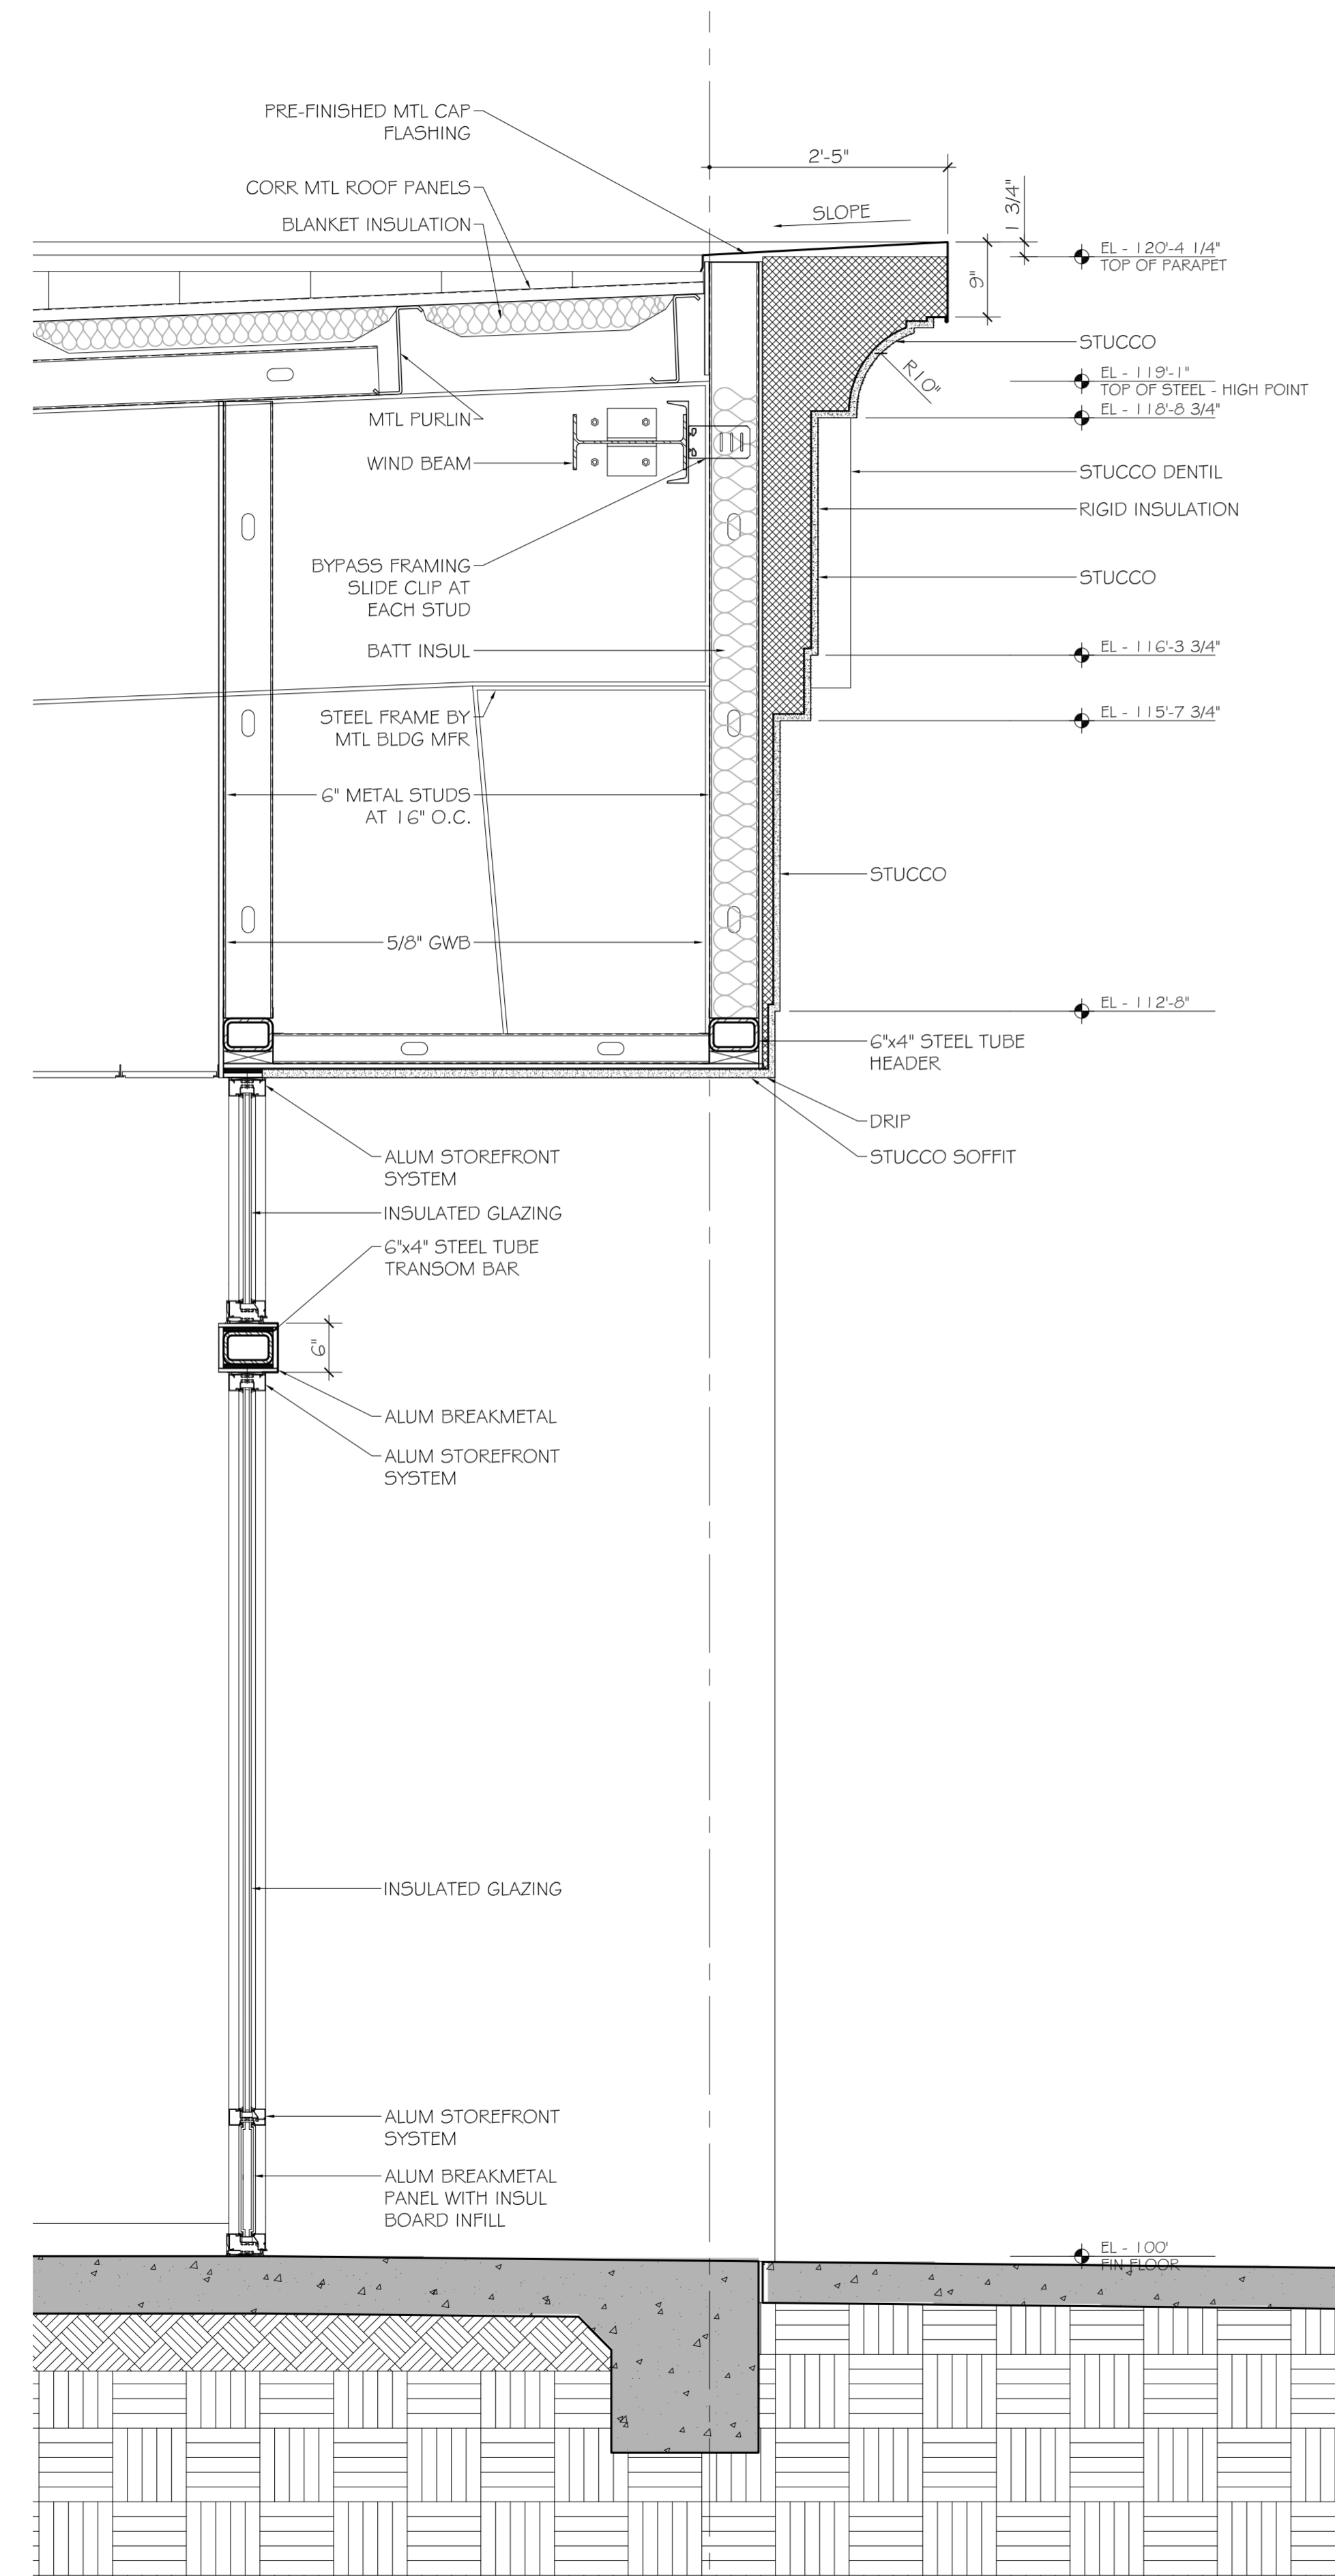 PRE-FINISHED MTL CAP
FLASHING
2'-5"
1 3/4"
CORR MTL ROOF PANELS
SLOPE
BLANKET INSULATION
EL - 120'-4 1/4"
TOP OF PARAPET
9"
STUCCO
R10"
EL - 119'-1"
TOP OF STEEL - HIGH POINT
EL - 118'-8 3/4"
MTL PURLIN
WIND BEAM
STUCCO DENTIL
RIGID INSULATION
BYPASS FRAMING
SLIDE CLIP AT
EACH STUD
STUCCO
BATT INSUL
EL - 116'-3 3/4"
STEEL FRAME BY
MTL BLDG MFR
EL - 115'-7 3/4"
6" METAL STUDS
AT 16" O.C.
STUCCO
5/8" GWB
EL - 112'-8"
6"x4" STEEL TUBE
HEADER
DRIP
STUCCO SOFFIT
ALUM STOREFRONT
SYSTEM
INSULATED GLAZING
6"x4" STEEL TUBE
TRANSOM BAR
6"
ALUM BREAKMETAL
ALUM STOREFRONT
SYSTEM
INSULATED GLAZING
ALUM STOREFRONT
SYSTEM
ALUM BREAKMETAL
PANEL WITH INSUL
BOARD INFILL
EL - 100'
FIN FLOOR